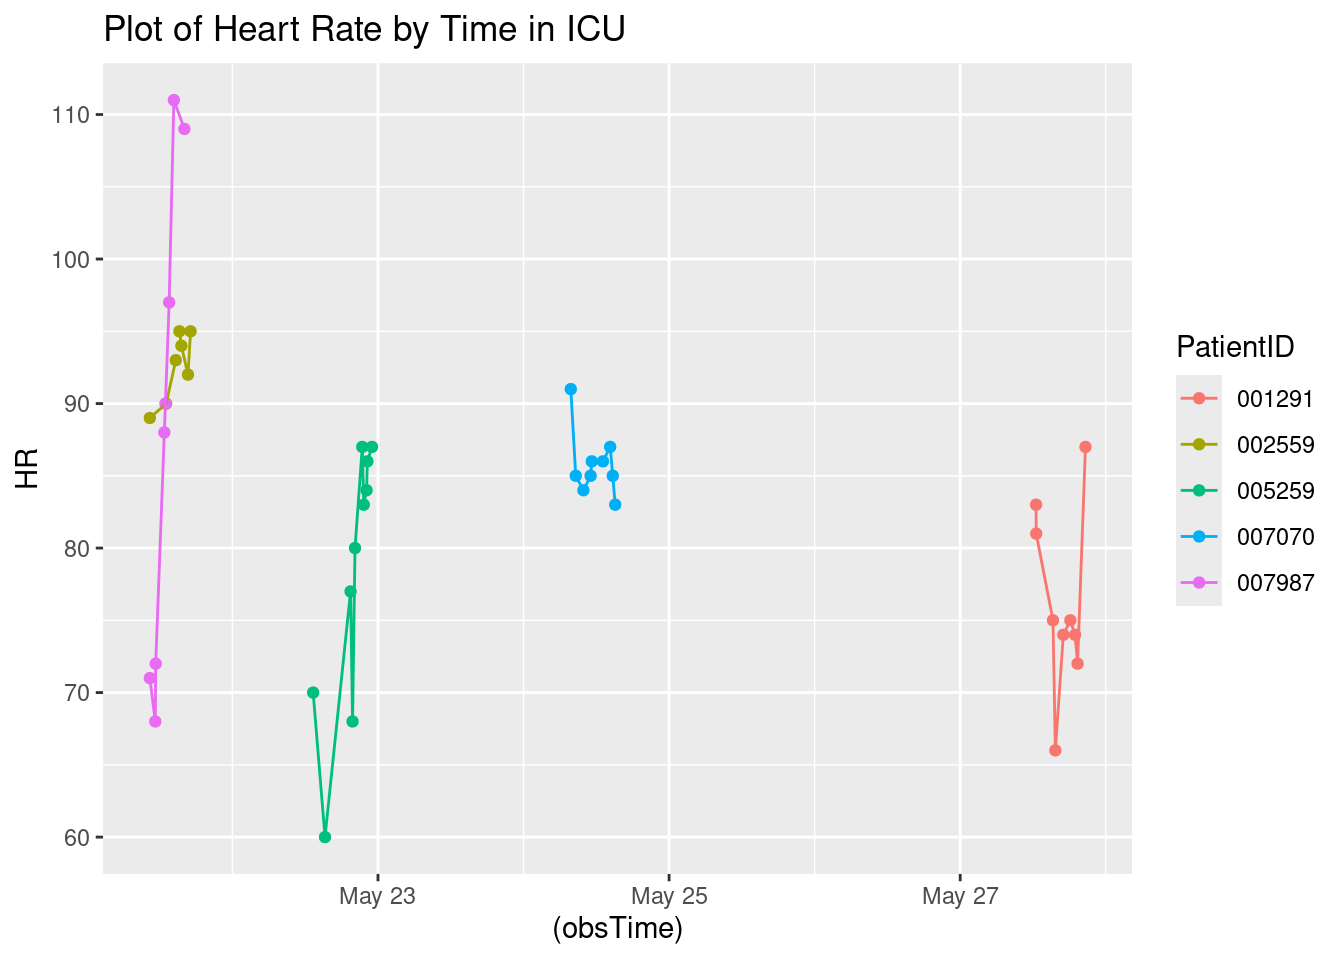 Plot of Heart Rate by Time in ICU
110
100
90
80
70
60
HR
May 23
May 25
May 27
(obsTime)
PatientID
001291
002559
005259
007070
007987